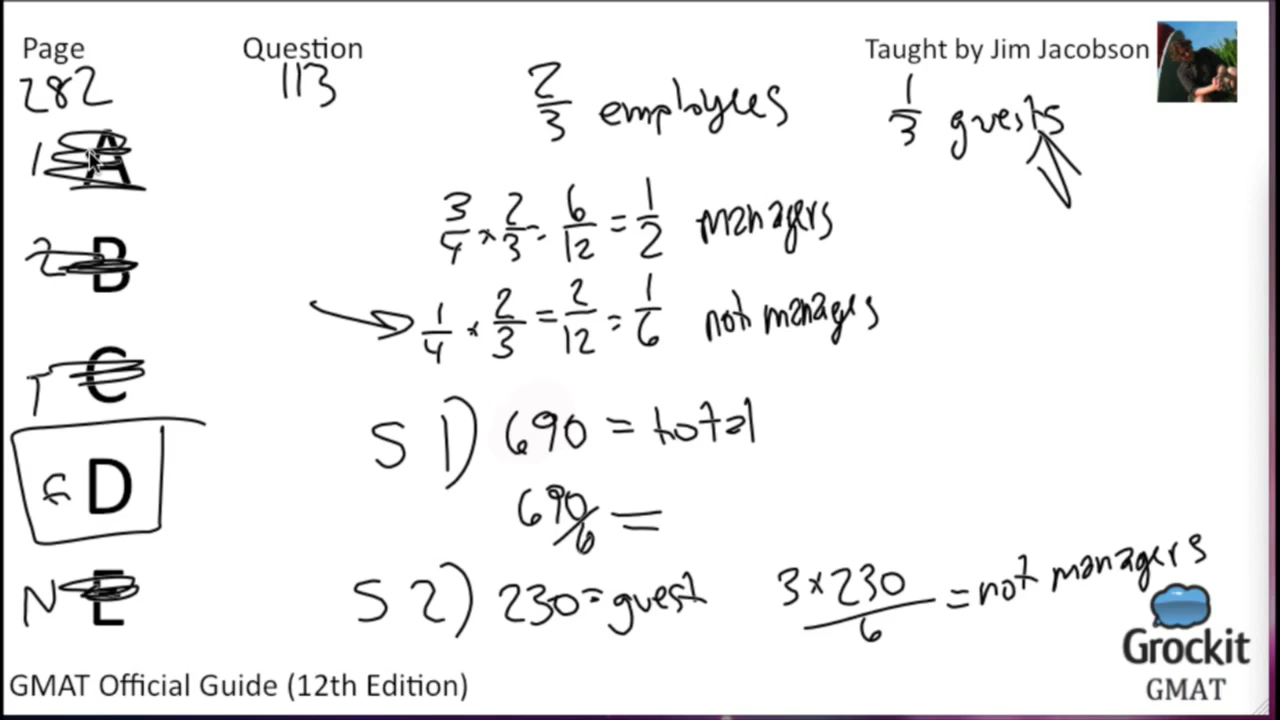 Page Question Taught by Jim Jacobson
282 113
2/3 employees 1/3 guests
1 A
3/4 × 2/3 = 6/12 = 1/2 managers
2 B
1/4 × 2/3 = 2/12 = 1/6 not manages
T C
S 1) 690 = total
D
690/6 =
S 2) 230 = guest 3 × 230 / 6 = not managers
N E
Grockit
GMAT
GMAT Official Guide (12th Edition)